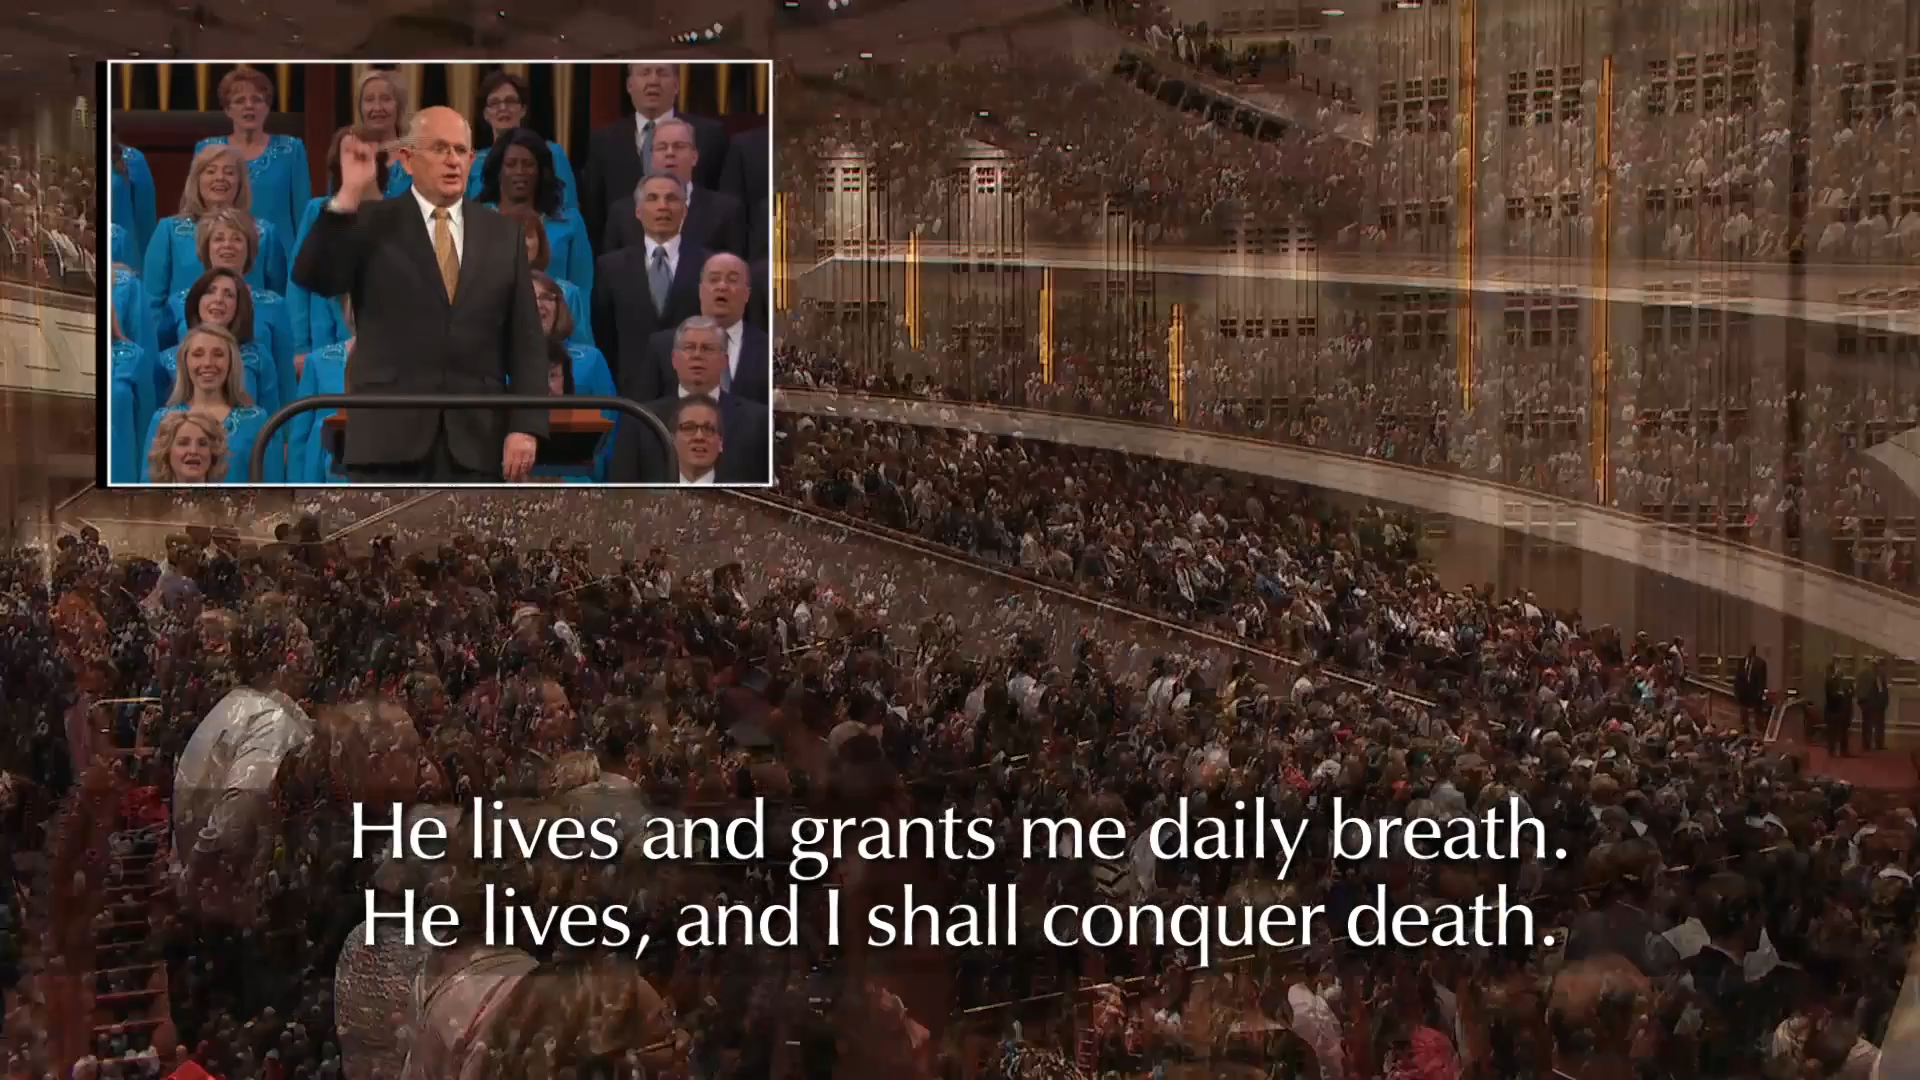 He lives and grants me daily breath.
He lives, and I shall conquer death.